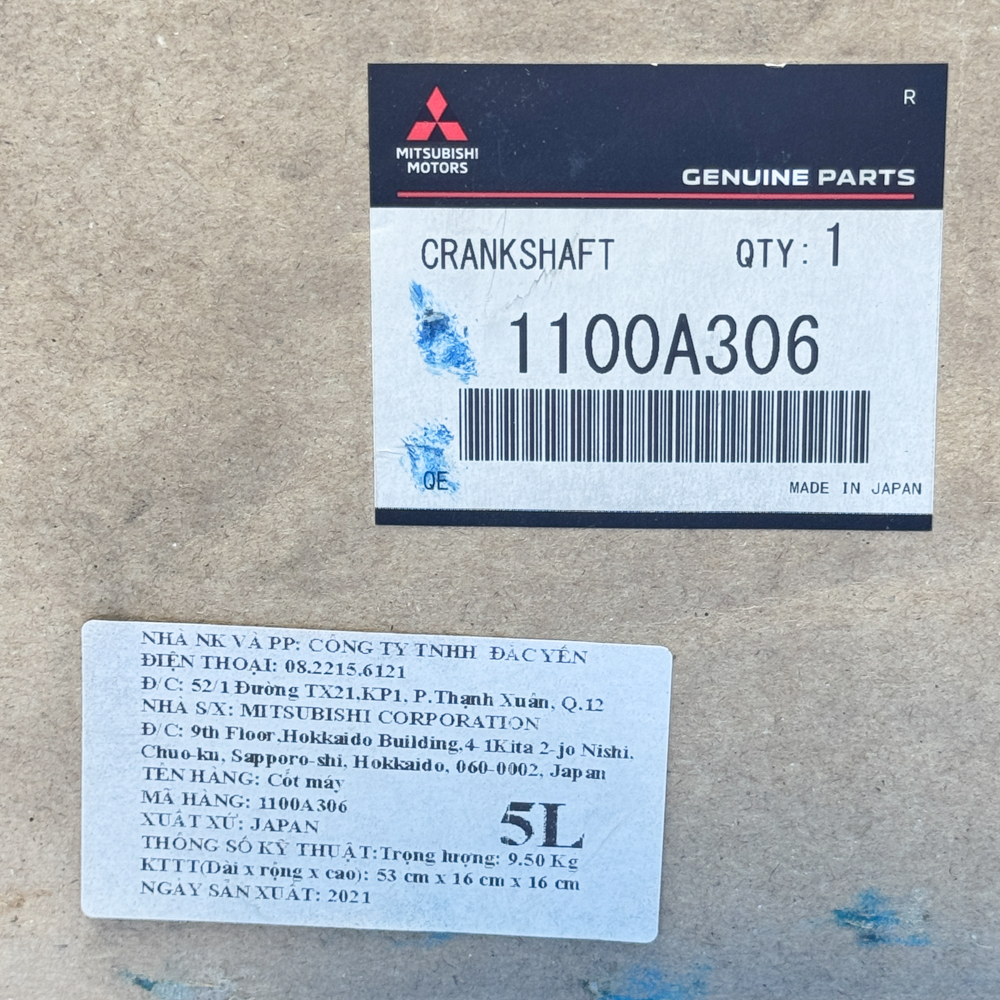 MITSUBISHI
MOTORS
R
GENUINE PARTS
CRANKSHAFT QTY: 1
1100A306
QE
MADE IN JAPAN
NHÀ NK VÀ PP: CÔNG TY TNHH ĐẮC YẾN
ĐIỆN THOẠI: 08.2215.6121
Đ/C: 52/1 Đường TX21,KP1, P.Thạnh Xuân, Q.12
NHÀ S/X: MITSUBISHI CORPORATION
Đ/C: 9th Floor,Hokkaido Building,4-1Kita 2-jo Nishi,
Chuo-ku, Sapporo-shi, Hokkaido, 060-0002, Japan
TÊN HÀNG: Cốt máy
MÃ HÀNG: 1100A306
XUẤT XỨ: JAPAN
5L
THÔNG SỐ KỸ THUẬT:Trọng lượng: 9.50 Kg
KTTT(Dài x rộng x cao): 53 cm x 16 cm x 16 cm
NGÀY SẢN XUẤT: 2021